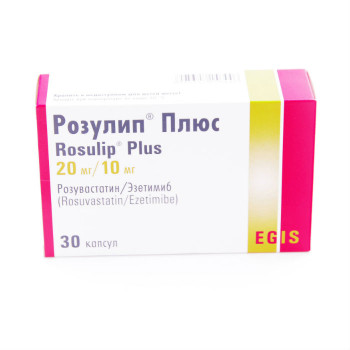 Розулип® Плюс
Rosulip® Plus
20 мг/10 мг
Розувастатин/Эзетимиб
(Rosuvastatin/Ezetimibe)
30 капсул
EGIS